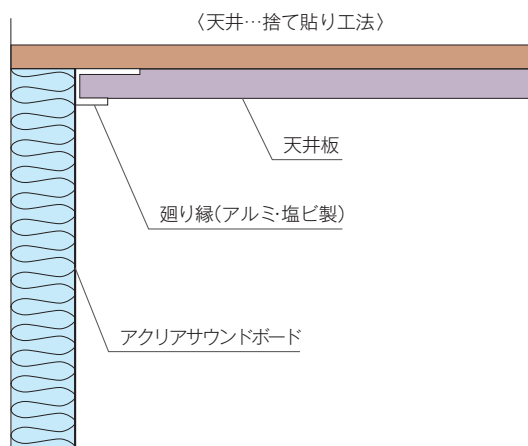 〈天井…捨て貼り工法〉
天井板
廻り縁(アルミ・塩ビ製)
アクリアサウンドボード